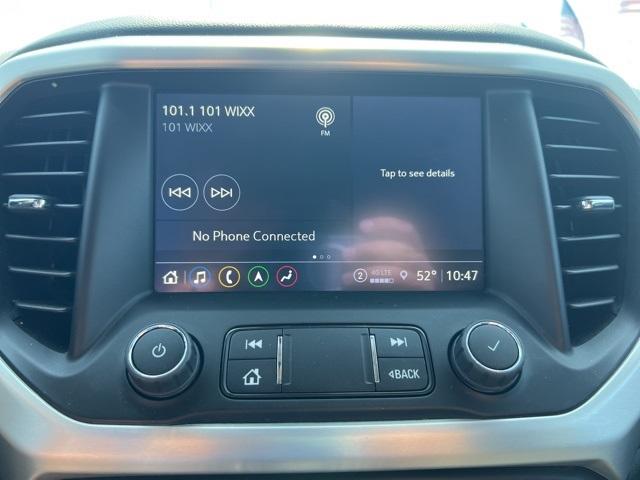 101.1 101 WIXX
101 WIXX
FM
Tap to see details
No Phone Connected
2 4G LTE 52° 10:47
BACK